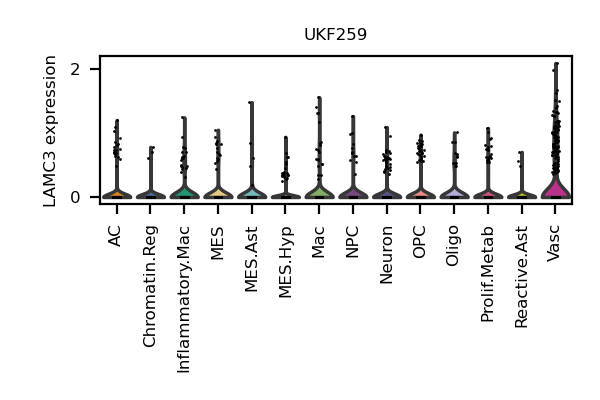 UKF259
LAMC3 expression
2
0
AC
Chromatin.Reg
Inflammatory.Mac
MES
MES.Ast
MES.Hyp
Mac
NPC
Neuron
OPC
Oligo
Prolif.Metab
Reactive.Ast
Vasc